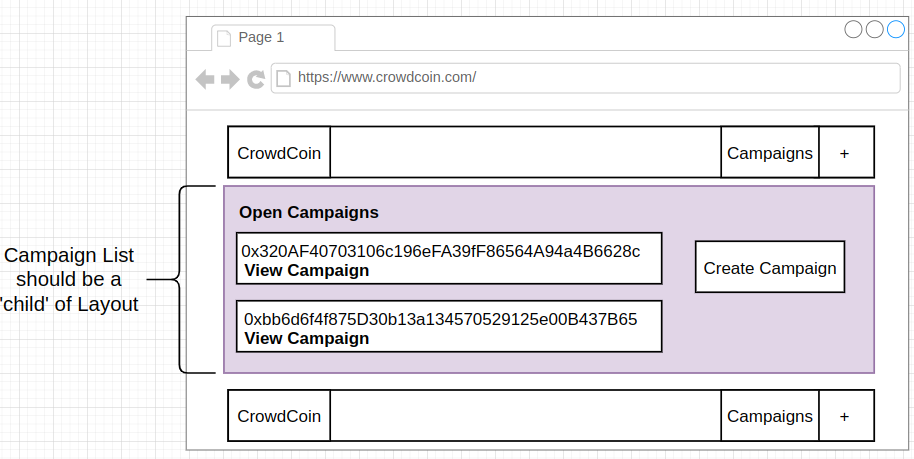 Page 1
https://www.crowdcoin.com/
CrowdCoin
Campaigns
+
Campaign List
should be a
'child' of Layout
Open Campaigns
0x320AF40703106c196eFA39fF86564A94a4B6628c
View Campaign
Create Campaign
0xbb6d6f4f875D30b13a134570529125e00B437B65
View Campaign
CrowdCoin
Campaigns
+